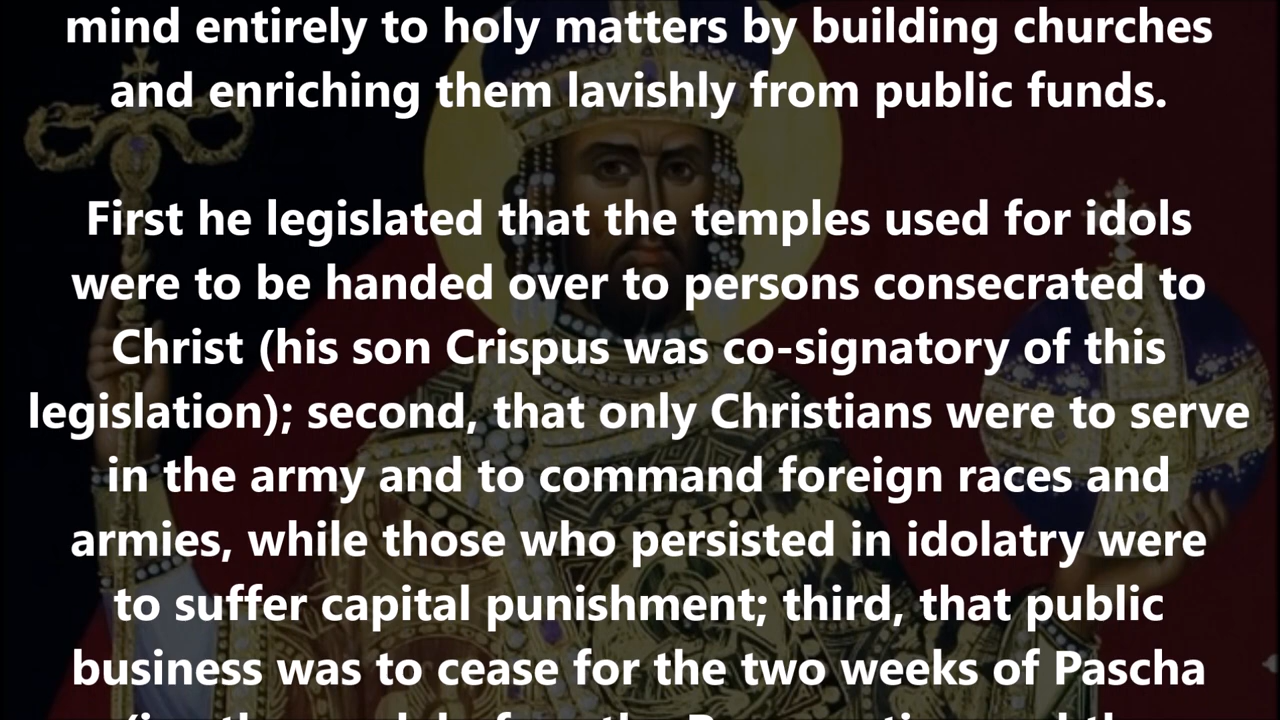 mind entirely to holy matters by building churches
and enriching them lavishly from public funds.
First he legislated that the temples used for idols
were to be handed over to persons consecrated to
Christ (his son Crispus was co-signatory of this
legislation); second, that only Christians were to serve
in the army and to command foreign races and
armies, while those who persisted in idolatry were
to suffer capital punishment; third, that public
business was to cease for the two weeks of Pascha